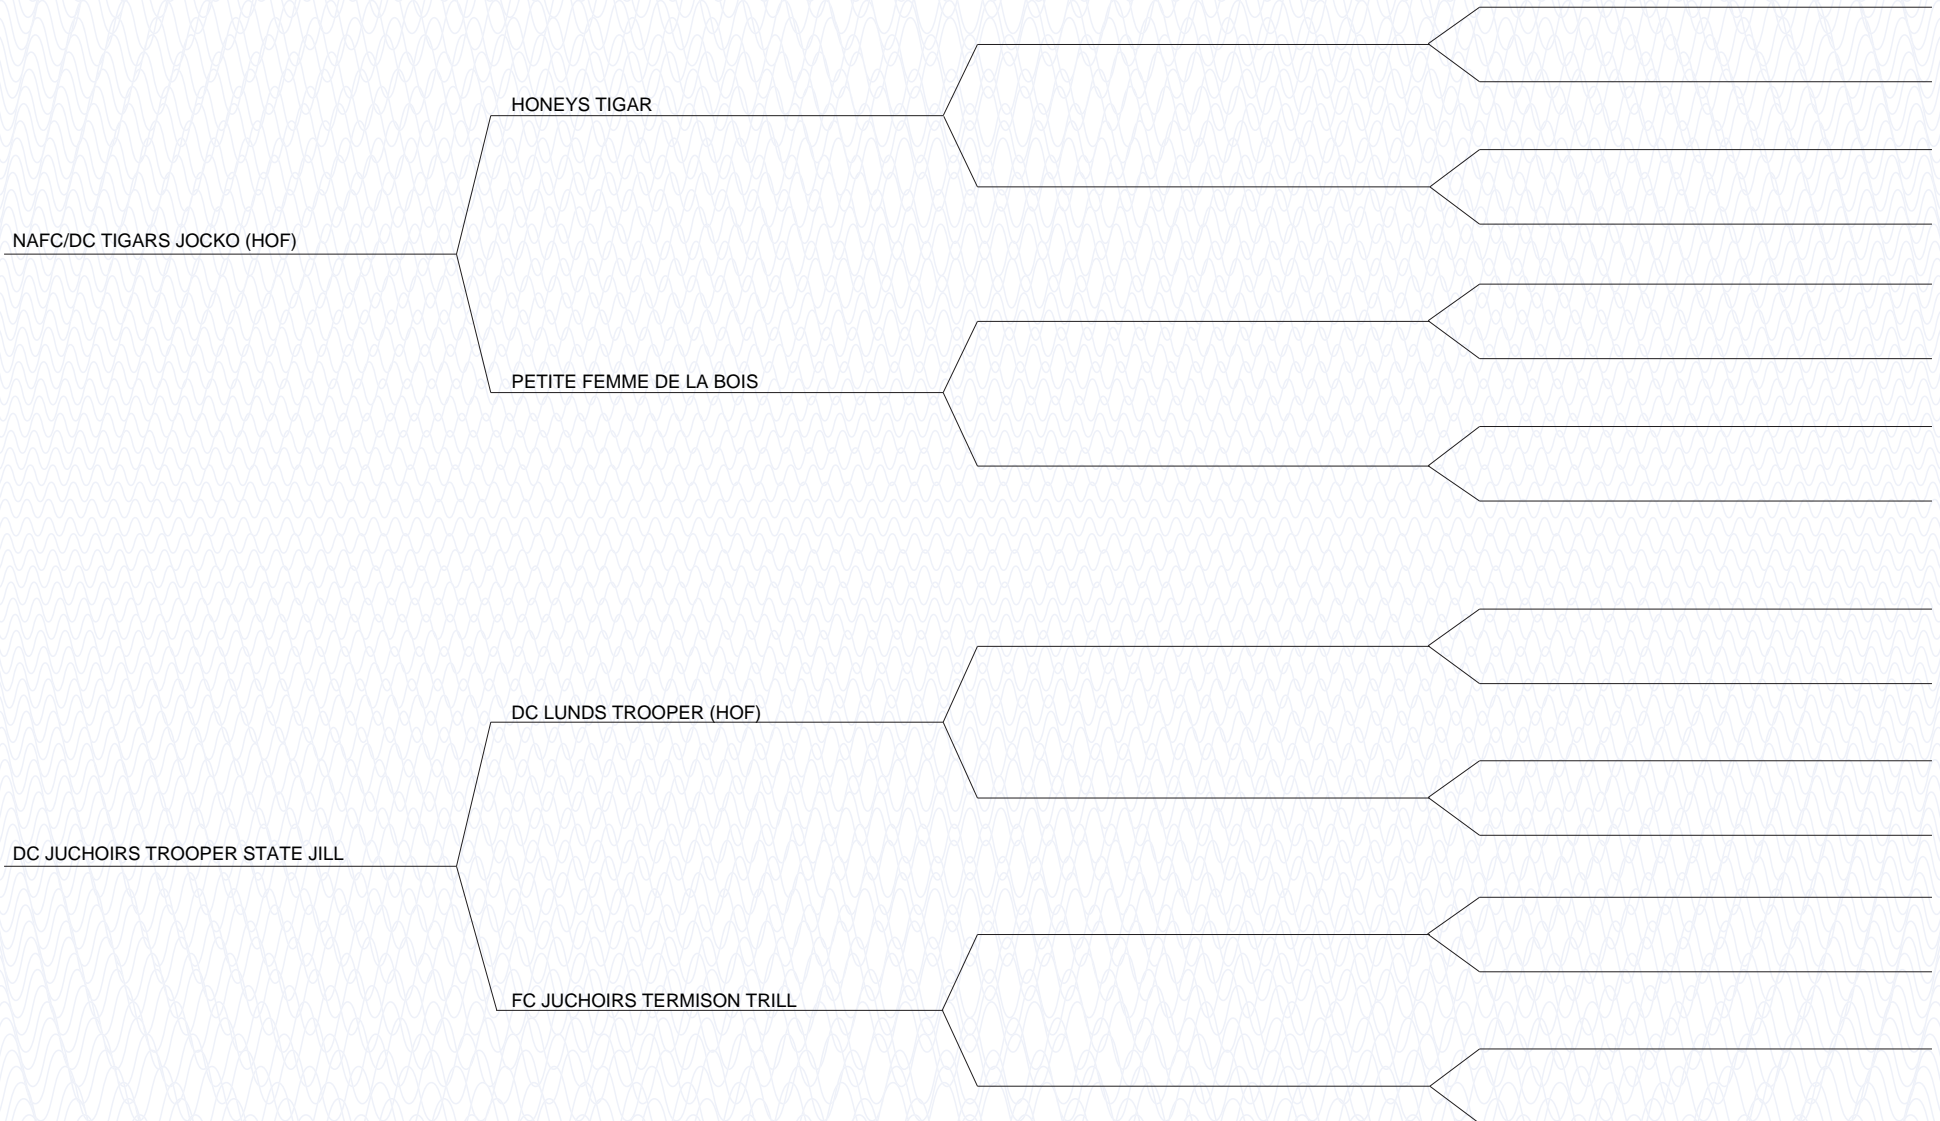 HONEYS TIGAR
NAFC/DC TIGARS JOCKO (HOF)
PETITE FEMME DE LA BOIS
DC LUNDS TROOPER (HOF)
DC JUCHOIRS TROOPER STATE JILL
FC JUCHOIRS TERMISON TRILL